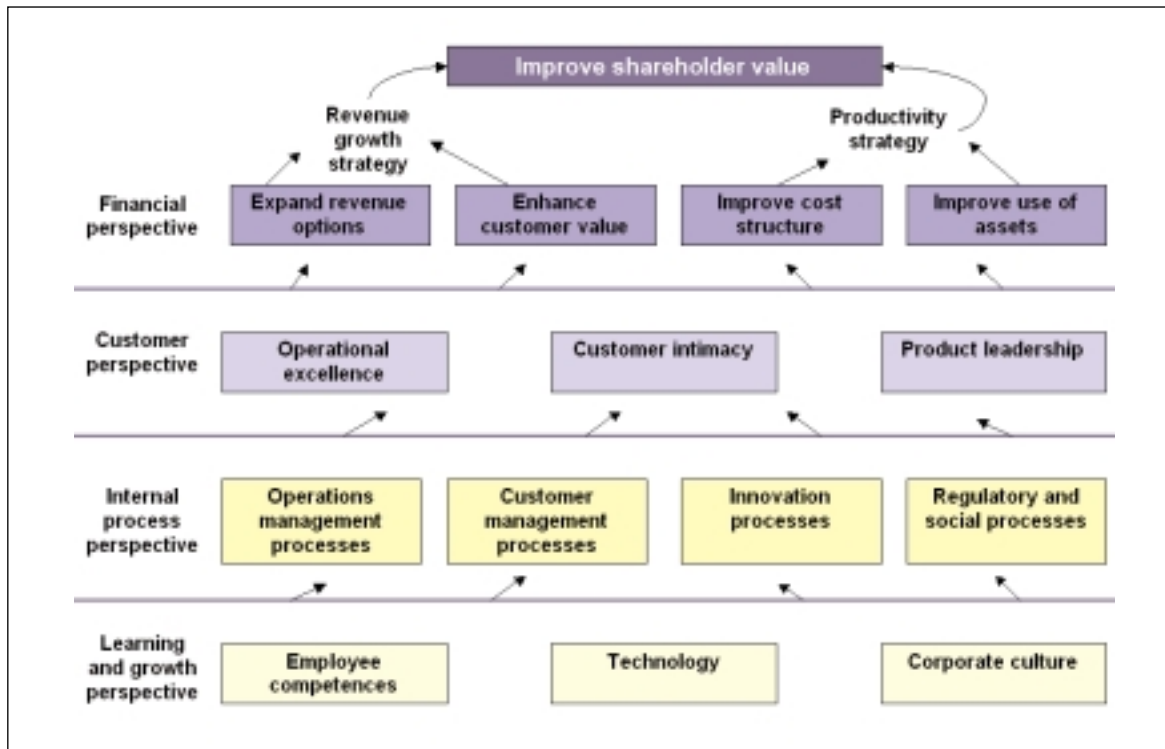 Improve shareholder value
Revenue
growth
strategy
Productivity
strategy
Financial
perspective
Expand revenue
options
Enhance
customer value
Improve cost
structure
Improve use of
assets
Customer
perspective
Operational
excellence
Customer intimacy
Product leadership
Internal
process
perspective
Operations
management
processes
Customer
management
processes
Innovation
processes
Regulatory and
social processes
Learning
and growth
perspective
Employee
competences
Technology
Corporate culture